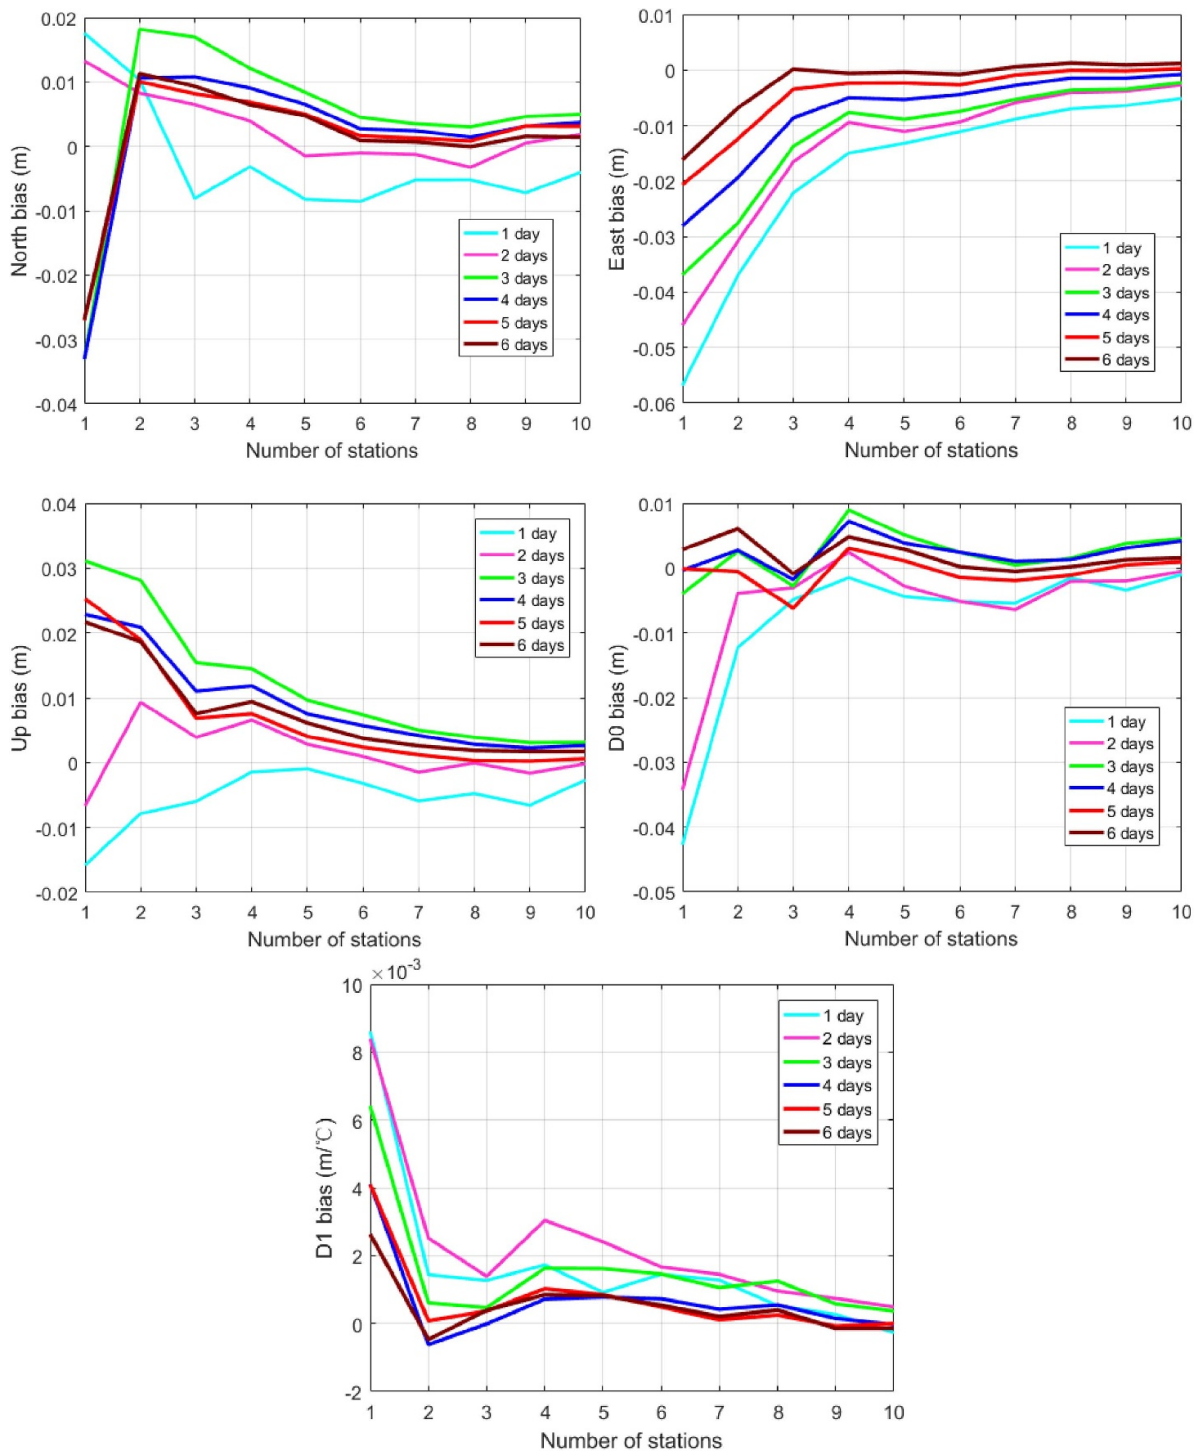 0.02
0.01
0
-0.01
-0.02
-0.03
-0.04
North bias (m)
1 2 3 4 5 6 7 8 9 10
Number of stations
1 day
2 days
3 days
4 days
5 days
6 days
0.01
0
-0.01
-0.02
-0.03
-0.04
-0.05
-0.06
East bias (m)
1 2 3 4 5 6 7 8 9 10
Number of stations
1 day
2 days
3 days
4 days
5 days
6 days
0.04
0.03
0.02
0.01
0
-0.01
-0.02
Up bias (m)
1 2 3 4 5 6 7 8 9 10
Number of stations
1 day
2 days
3 days
4 days
5 days
6 days
0.01
0
-0.01
-0.02
-0.03
-0.04
-0.05
D0 bias (m)
1 2 3 4 5 6 7 8 9 10
Number of stations
1 day
2 days
3 days
4 days
5 days
6 days
×10-3
10
8
6
4
2
0
-2
D1 bias (m/℃)
1 2 3 4 5 6 7 8 9 10
Number of stations
1 day
2 days
3 days
4 days
5 days
6 days